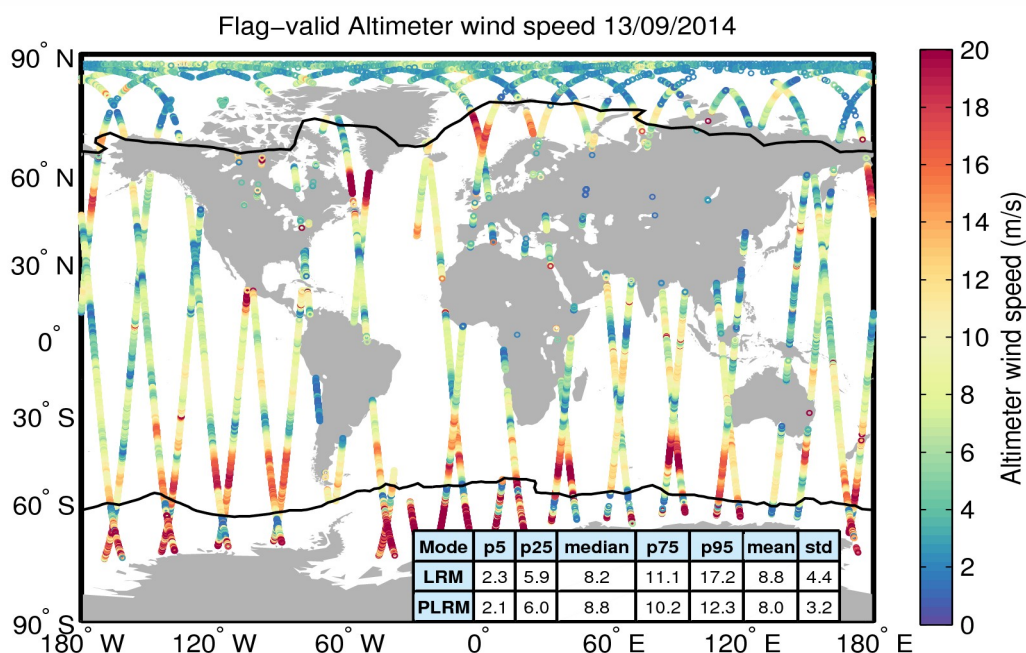 Flag−valid Altimeter wind speed 13/09/2014
90° N
60° N
30° N
0°
30° S
60° S
90° S
180° W
120° W
60° W
0°
60° E
120° E
180° E
Mode p5 p25 median p75 p95 mean std
LRM 2.3 5.9 8.2 11.1 17.2 8.8 4.4
PLRM 2.1 6.0 8.8 10.2 12.3 8.0 3.2
20
18
16
14
12
10
8
6
4
2
0
Altimeter wind speed (m/s)